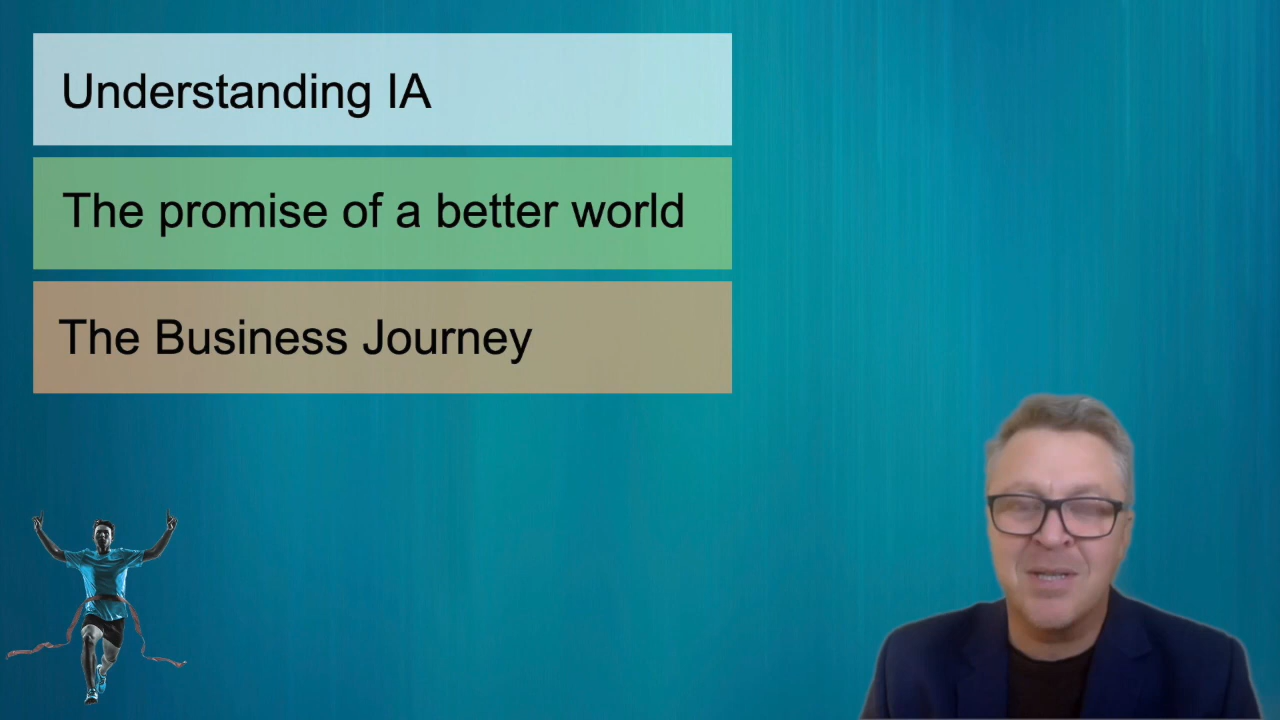 Understanding IA
The promise of a better world
The Business Journey